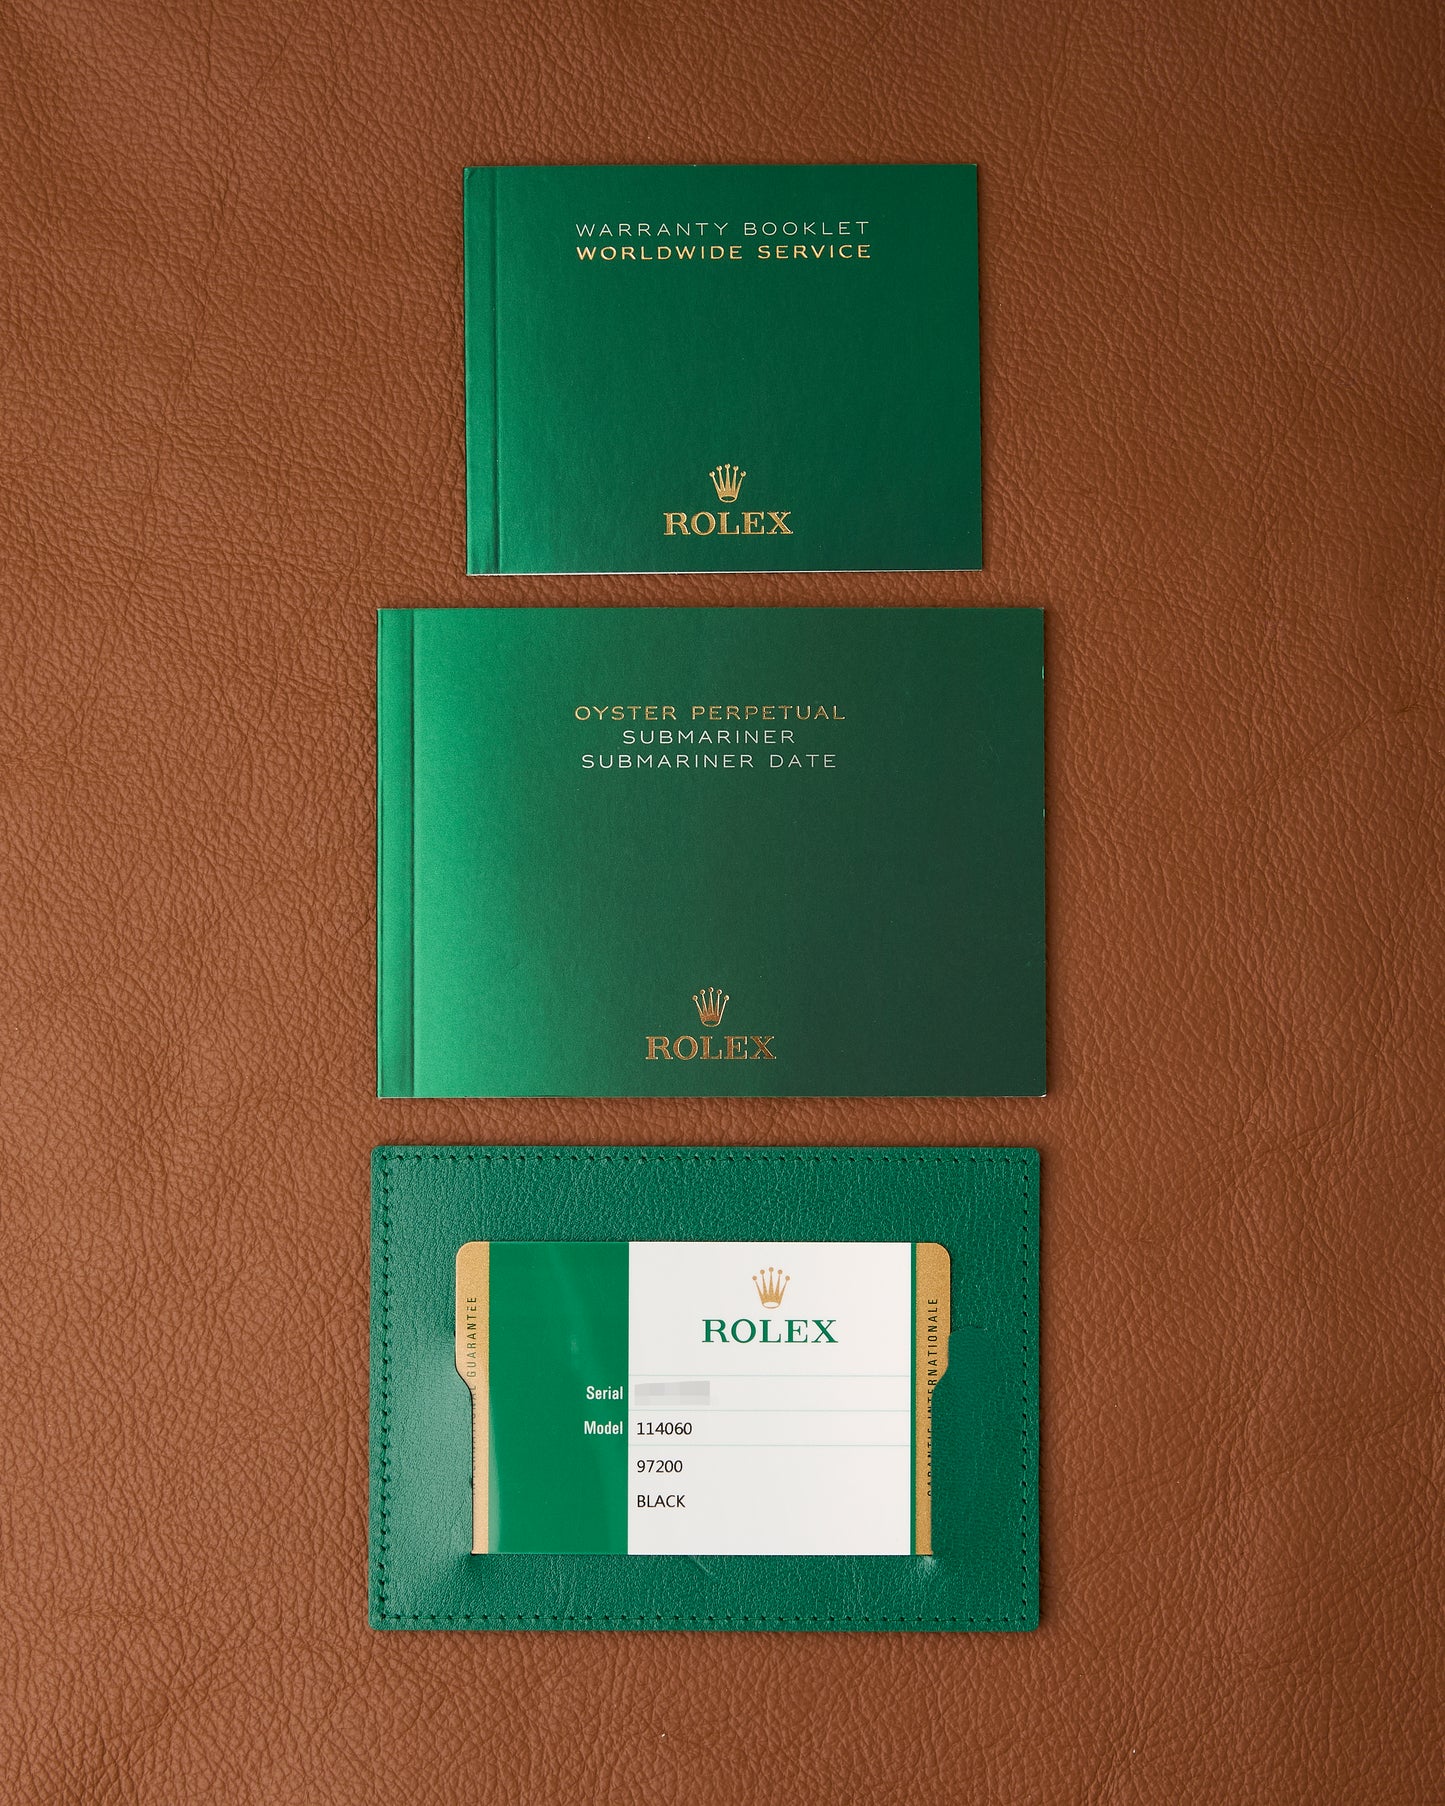 WARRANTY BOOKLET
WORLDWIDE SERVICE
ROLEX
OYSTER PERPETUAL
SUBMARINER
SUBMARINER DATE
ROLEX
GUARANTEE
ROLEX
Serial
Model 114060
97200
BLACK
GARANTIE INTERNATIONALE